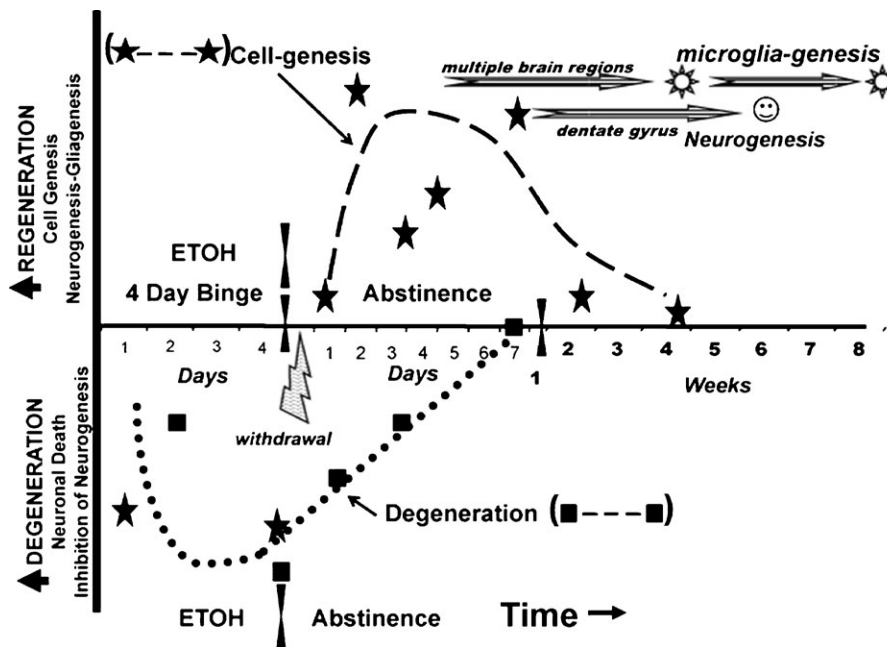 (★---★) Cell-genesis
multiple brain regions
microglia-genesis
dentate gyrus
Neurogenesis
REGENERATION
Cell Genesis
Neurogenesis-Gliagenesis
ETOH
4 Day Binge
Abstinence
1 2 3 4 1 2 3 4 5 6 7 1 2 3 4 5 6 7 8
Days
Days
Weeks
withdrawal
DEGENERATION
Neuronal Death
Inhibition of Neurogenesis
Degeneration (■---■)
ETOH
Abstinence
Time →